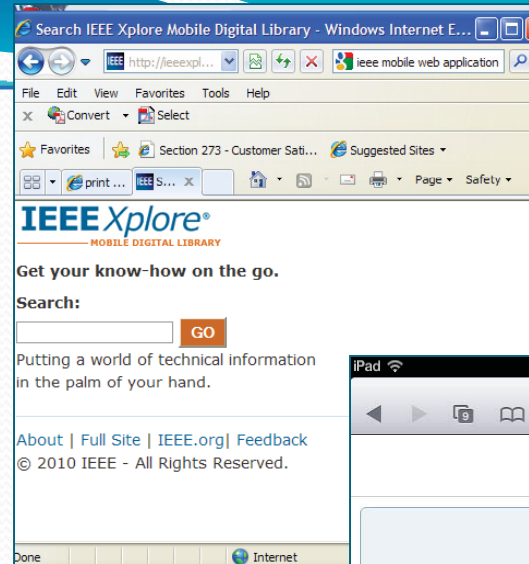 Search IEEE Xplore Mobile Digital Library - Windows Internet E...
IEEE http://ieeexpl... ieee mobile web application
File Edit View Favorites Tools Help
x Convert Select
Favorites Section 273 - Customer Sati... Suggested Sites
print ... IEEE S... x Page Safety
IEEE Xplore®
MOBILE DIGITAL LIBRARY
Get your know-how on the go.
Search:
GO
Putting a world of technical information
in the palm of your hand.
iPad
9
About | Full Site | IEEE.org| Feedback
© 2010 IEEE - All Rights Reserved.
Done Internet